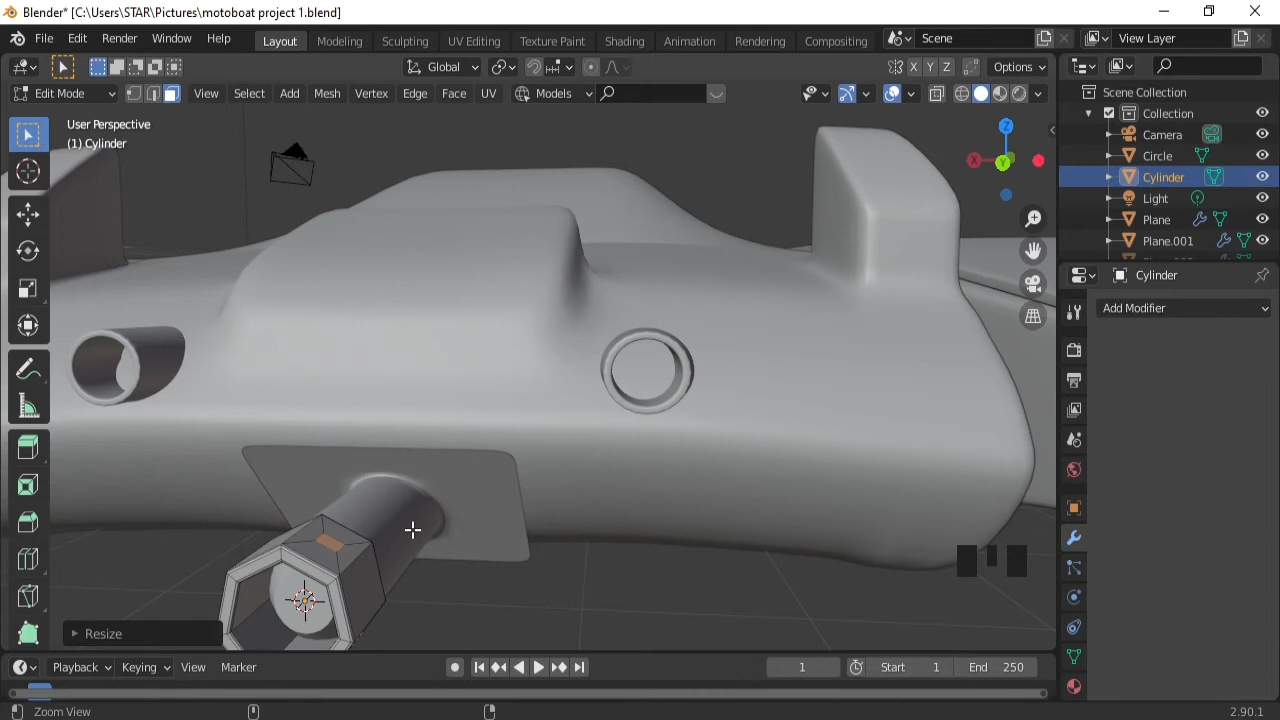 Blender* [C:\Users\STAR\Pictures\motoboat project 1.blend]
File Edit Render Window Help
Layout Modeling Sculpting UV Editing Texture Paint Shading Animation Rendering Compositing
Scene
View Layer
Global
X Y Z
Options
Edit Mode
View Select Add Mesh Vertex Edge Face UV
Models
User Perspective
(1) Cylinder
Z
X
Y
Scene Collection
Collection
Camera
Circle
Cylinder
Light
Plane
Plane.001
Cylinder
Add Modifier
Resize
Playback Keying View Marker
1
Start 1
End 250
Zoom View
2.90.1